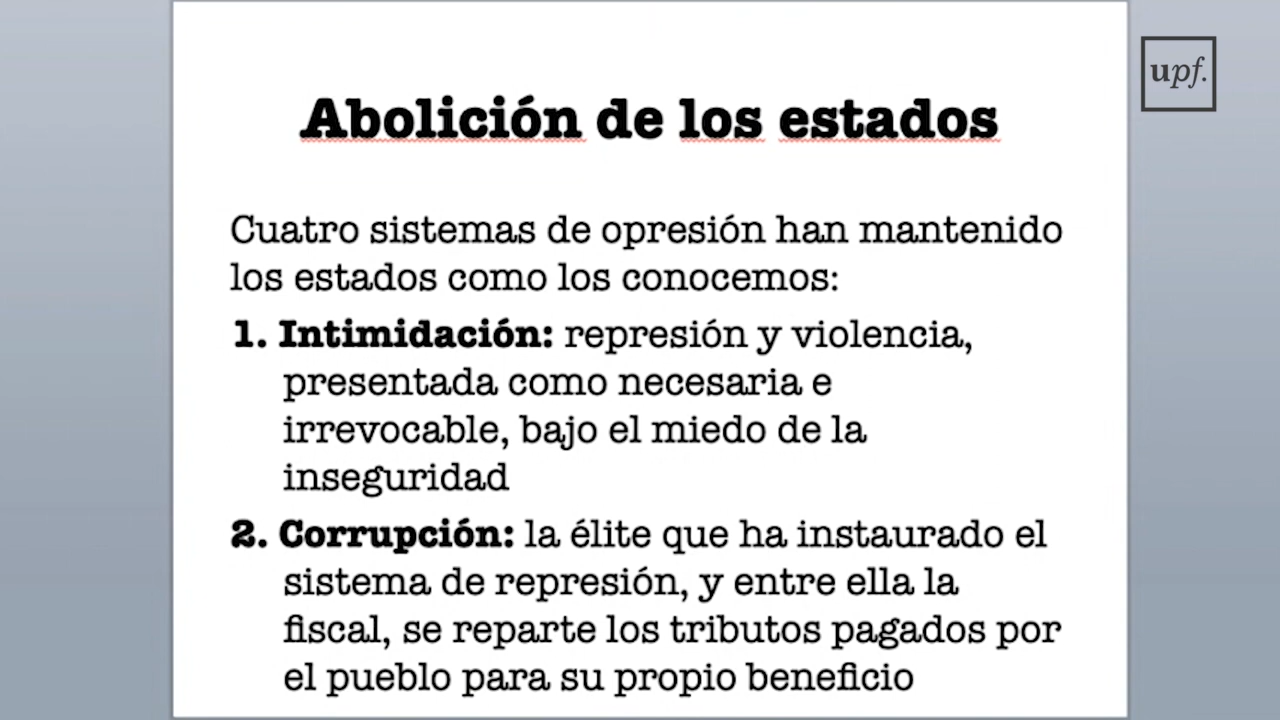 upf.
Abolición de los estados
Cuatro sistemas de opresión han mantenido
los estados como los conocemos:
1. Intimidación: represión y violencia,
presentada como necesaria e
irrevocable, bajo el miedo de la
inseguridad
2. Corrupción: la élite que ha instaurado el
sistema de represión, y entre ella la
fiscal, se reparte los tributos pagados por
el pueblo para su propio beneficio